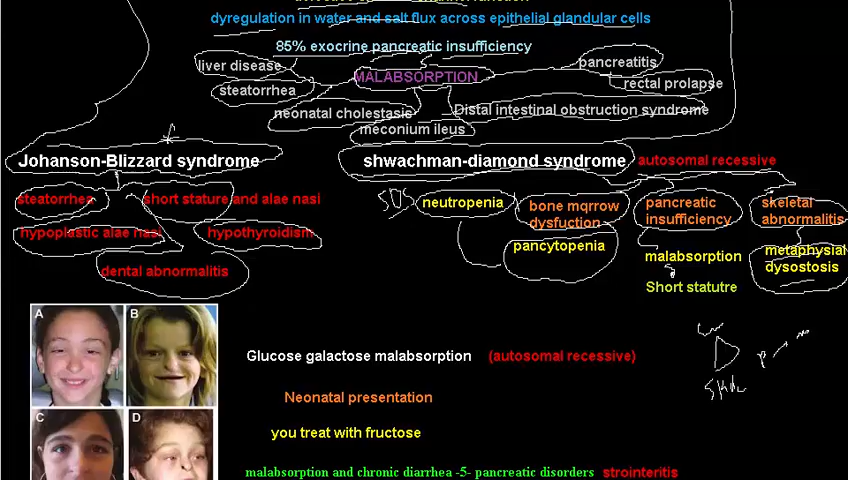 dyregulation in water and salt flux across epithelial glandular cells
85% exocrine pancreatic insufficiency
liver disease
pancreatitis
MALABSORPTION
steatorrhea
rectal prolapse
neonatal cholestasis
Distal intestinal obstruction syndrome
meconium ileus
Johanson-Blizzard syndrome
shwachman-diamond syndrome autosomal recessive
steatorrhea
short stature and alae nasi
SDS
neutropenia
bone mqrrow
dysfuction
pancreatic
insufficiency
skeletal
abnormalitis
hypoplastic alae nasi
hypothyroidism
pancytopenia
malabsorption
metaphysial
dysostosis
dental abnormalitis
Short statutre
A
B
Glucose galactose malabsorption (autosomal recessive)
Neonatal presentation
C
D
you treat with fructose
malabsorption and chronic diarrhea -5- pancreatic disorders strointeritis